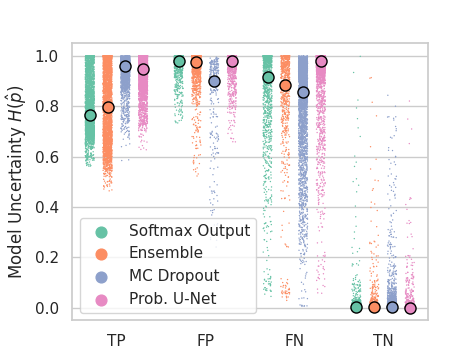 1.0
0.8
0.6
0.4
0.2
0.0
Model Uncertainty H(p̂)
Softmax Output
Ensemble
MC Dropout
Prob. U-Net
TP FP FN TN